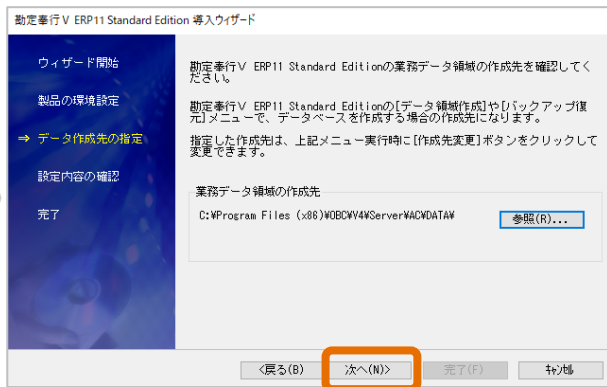 勘定奉行V ERP11 Standard Edition 導入ウィザード
ウィザード開始
製品の環境設定
⇒ データ作成先の指定
設定内容の確認
完了
勘定奉行V ERP11 Standard Editionの業務データ領域の作成先を確認してく
ださい。
勘定奉行V ERP11 Standard Editionの[データ領域作成]や[バックアップ復
元]メニューで、データベースを作成する場合の作成先になります。
指定した作成先は、上記メニュー実行時に[作成先変更]ボタンをクリックして
変更できます。
業務データ領域の作成先
C:¥Program Files (x86)¥OBC¥V4¥Server¥AC¥DATA¥
参照(R)...
<戻る(B)
次へ(N)>
完了(F)
キャンセル